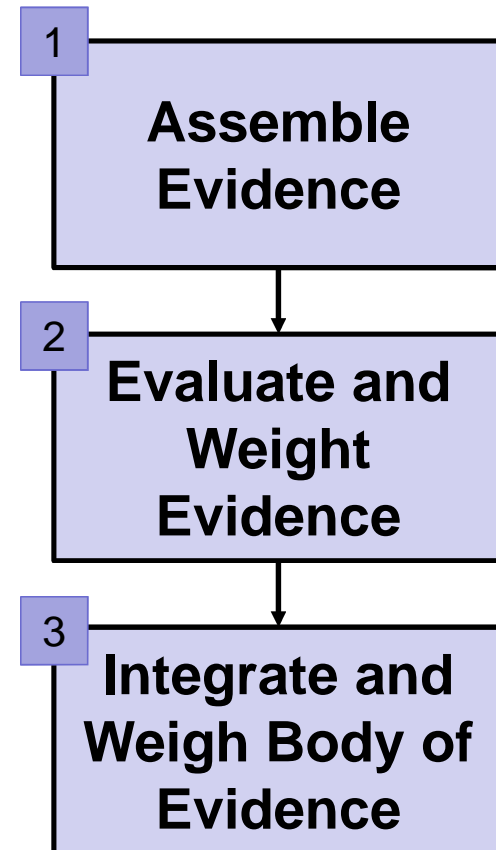 1
Assemble
Evidence
2
Evaluate and
Weight
Evidence
3
Integrate and
Weigh Body of
Evidence